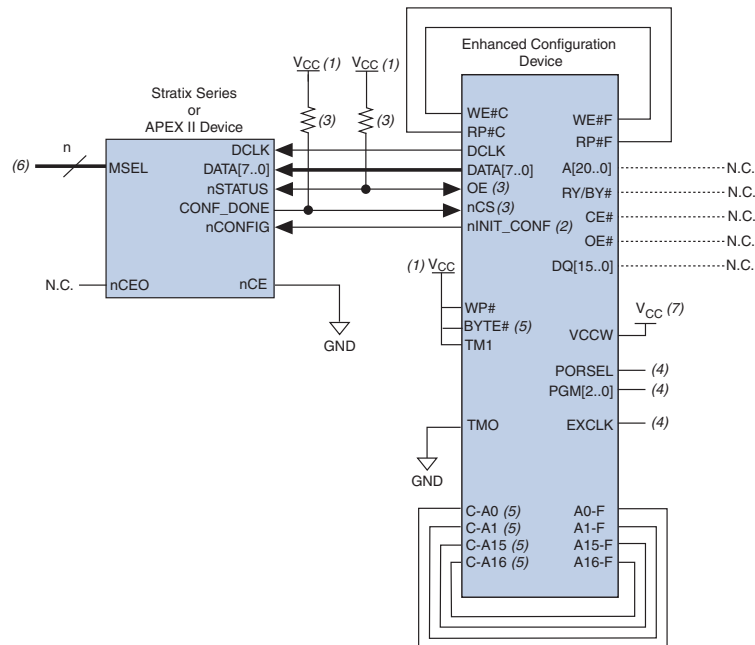 Enhanced Configuration
Device
VCC (1)
VCC (1)
Stratix Series
or
APEX II Device
(3)
(3)
n
(6)
MSEL
DCLK
DATA[7..0]
nSTATUS
CONF_DONE
nCONFIG
N.C.
nCEO
nCE
GND
WE#C
RP#C
DCLK
DATA[7..0]
OE (3)
nCS (3)
nINIT_CONF (2)
(1) VCC
WP#
BYTE# (5)
TM1
TMO
GND
C-A0 (5)
C-A1 (5)
C-A15 (5)
C-A16 (5)
WE#F
RP#F
A[20..0]
N.C.
RY/BY#
N.C.
CE#
N.C.
OE#
N.C.
DQ[15..0]
N.C.
VCC (7)
VCCW
PORSEL
(4)
PGM[2..0]
(4)
EXCLK
(4)
A0-F
A1-F
A15-F
A16-F